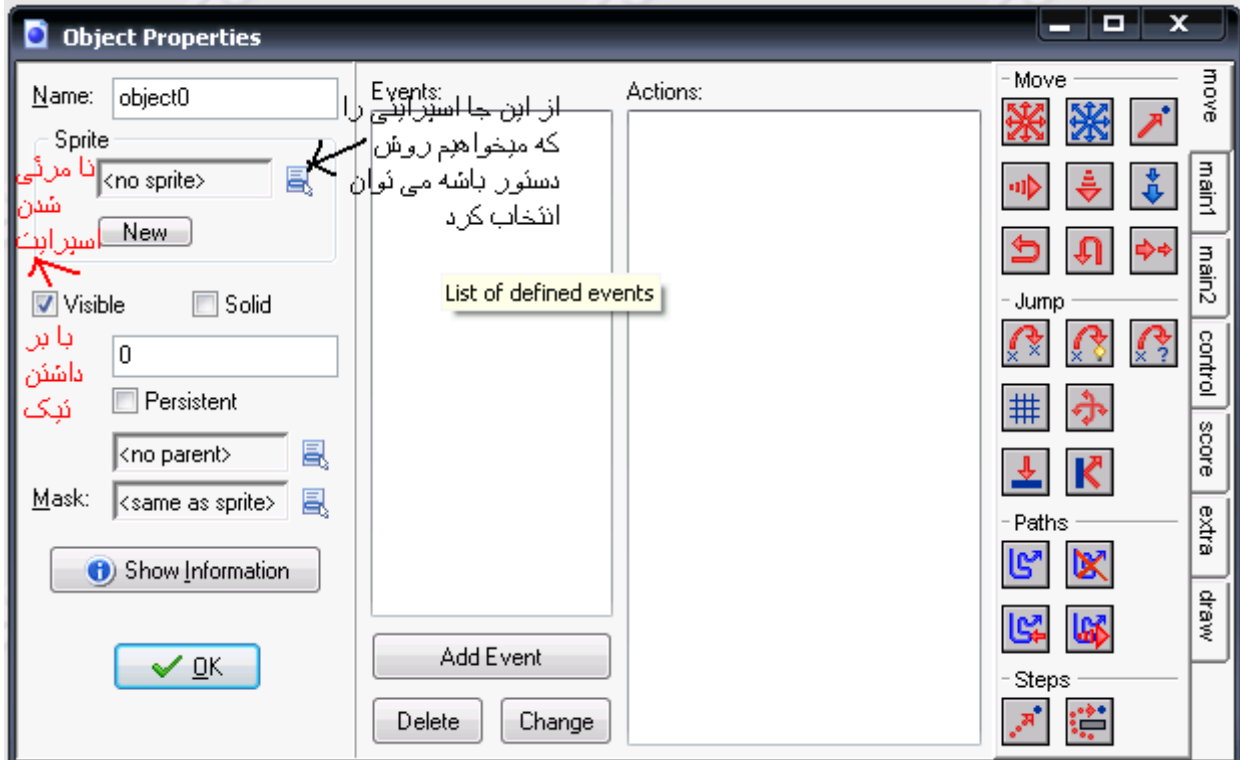 Object Properties
Name:
object0
Sprite
<no sprite>
New
نا مرئی
شدن
اسپرایت
Visible
Solid
با بر
داشتن
تیک
0
Persistent
<no parent>
Mask:
<same as sprite>
Show Information
OK
Events:
از این جا اسپرایتی را
که میخواهیم روش
دستور باشه می توان
انتخاب کرد
List of defined events
Add Event
Delete
Change
Actions:
Move
Jump
Paths
Steps
move
main1
main2
control
score
extra
draw